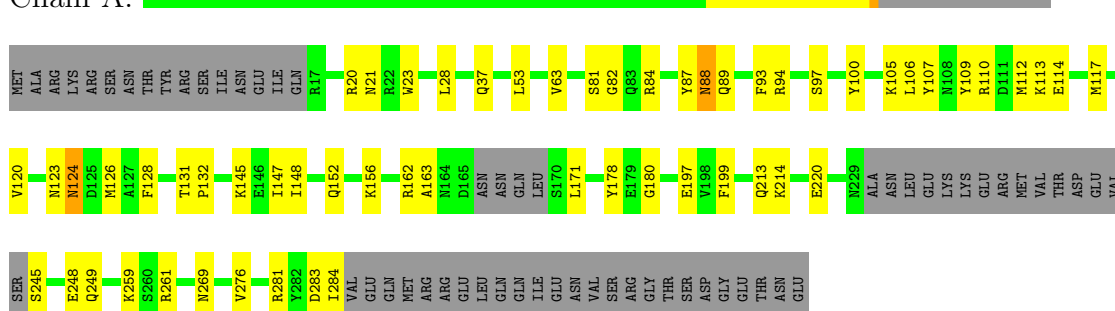 Chain A:
MET ALA ARG LYS ARG SER ASN THR TYR ARG SER ILE ASN GLU ILE GLN R17 R20 N21 R22 W23 L28 Q37 L53 V63 S81 G82 Q83 R84 Y87 N88 Q89 F93 R94 S97 Y100 K105 L106 Y107 N108 Y109 R110 D111 M112 K113 E114 M117
V120 N123 N124 D125 M126 A127 F128 T131 P132 K145 E146 I147 I148 Q152 K156 R162 A163 N164 D165 ASN ASN GLN LEU S170 L171 Y178 E179 G180 E197 V198 F199 Q213 K214 E220 N229 ALA ASN LEU GLU LYS LYS GLU ARG MET VAL THR ASP GLU VAL
SER S245 E248 Q249 K259 S260 R261 N269 V276 R281 Y282 D283 I284 VAL GLU GLN MET ARG ARG GLU LEU GLN GLN ILE GLU ASN VAL SER ARG GLY THR SER ASP GLY GLU THR ASN GLU